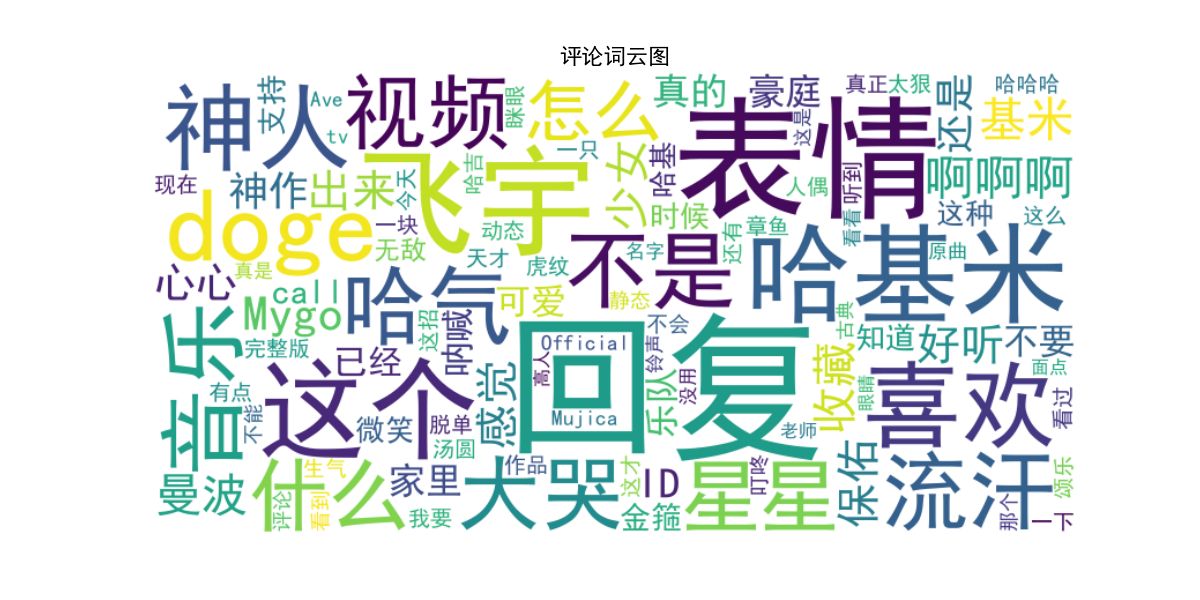 评论词云图
神人
支持
Ave
tv
视频
眯眼
怎么
真的
豪庭
真正
太狠
哈哈哈
还是
基米
这是
表情
一只
少女
哈基
人偶
听到
啊啊啊
现在
神作
出来
今天
飞宇
哈吉
时候
这种
这么
doge
一块
无敌
动态
天才
不是
名字
还有
章鱼
看看
哈基米
原曲
心心
真是
call
Mygo
哈气
虎纹
可爱
静态
音乐
完整版
这招
呐喊
Official
不会
铃声
古典
知道
好听
不要
有点
已经
这个
感觉
高人
回复
Mujica
乐队
没用
收藏
眼睛
喜欢
面点
看过
不能
微笑
脱单
汤圆
老师
曼波
什么
生气
评论
看到
家里
我要
大哭
作品
这才
ID
金箍
星星
叮咚
保佑
流汗
那个
一下
颂乐